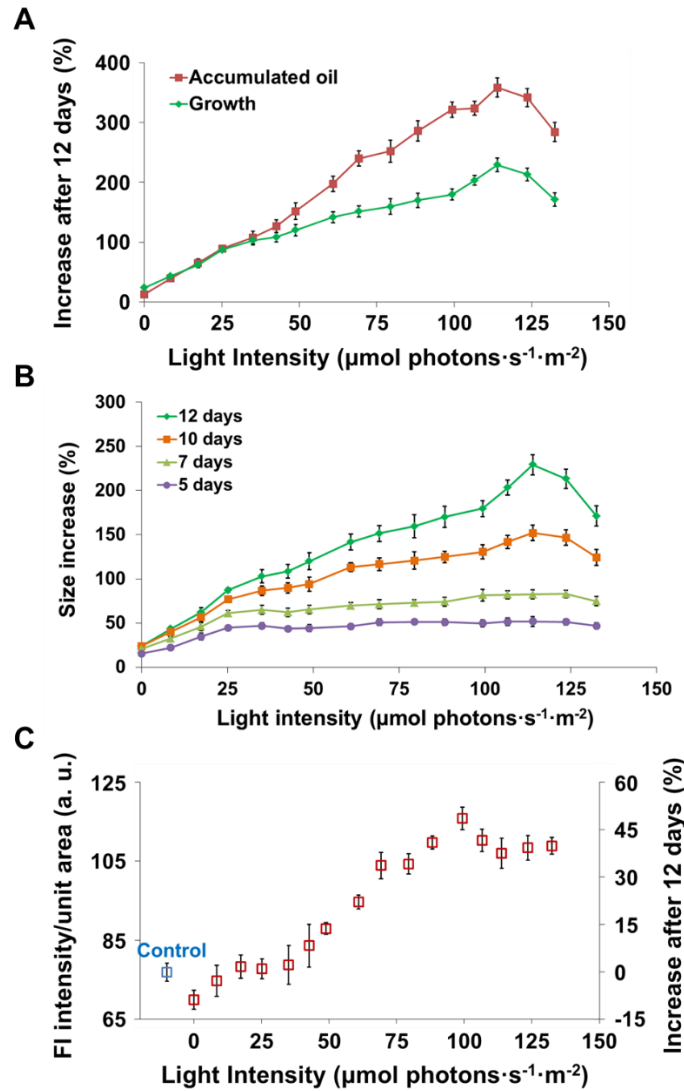 A
Increase after 12 days (%)
400
300
200
100
0
Accumulated oil
Growth
0 25 50 75 100 125 150
Light Intensity (µmol photons·s⁻¹·m⁻²)
B
Size increase (%)
300
250
200
150
100
50
0
12 days
10 days
7 days
5 days
0 25 50 75 100 125 150
Light intensity (µmol photons·s⁻¹·m⁻²)
C
FI intensity/unit area (a. u.)
125
105
85
65
Control
60
45
30
15
0
-15
Increase after 12 days (%)
0 25 50 75 100 125 150
Light Intensity (µmol photons·s⁻¹·m⁻²)